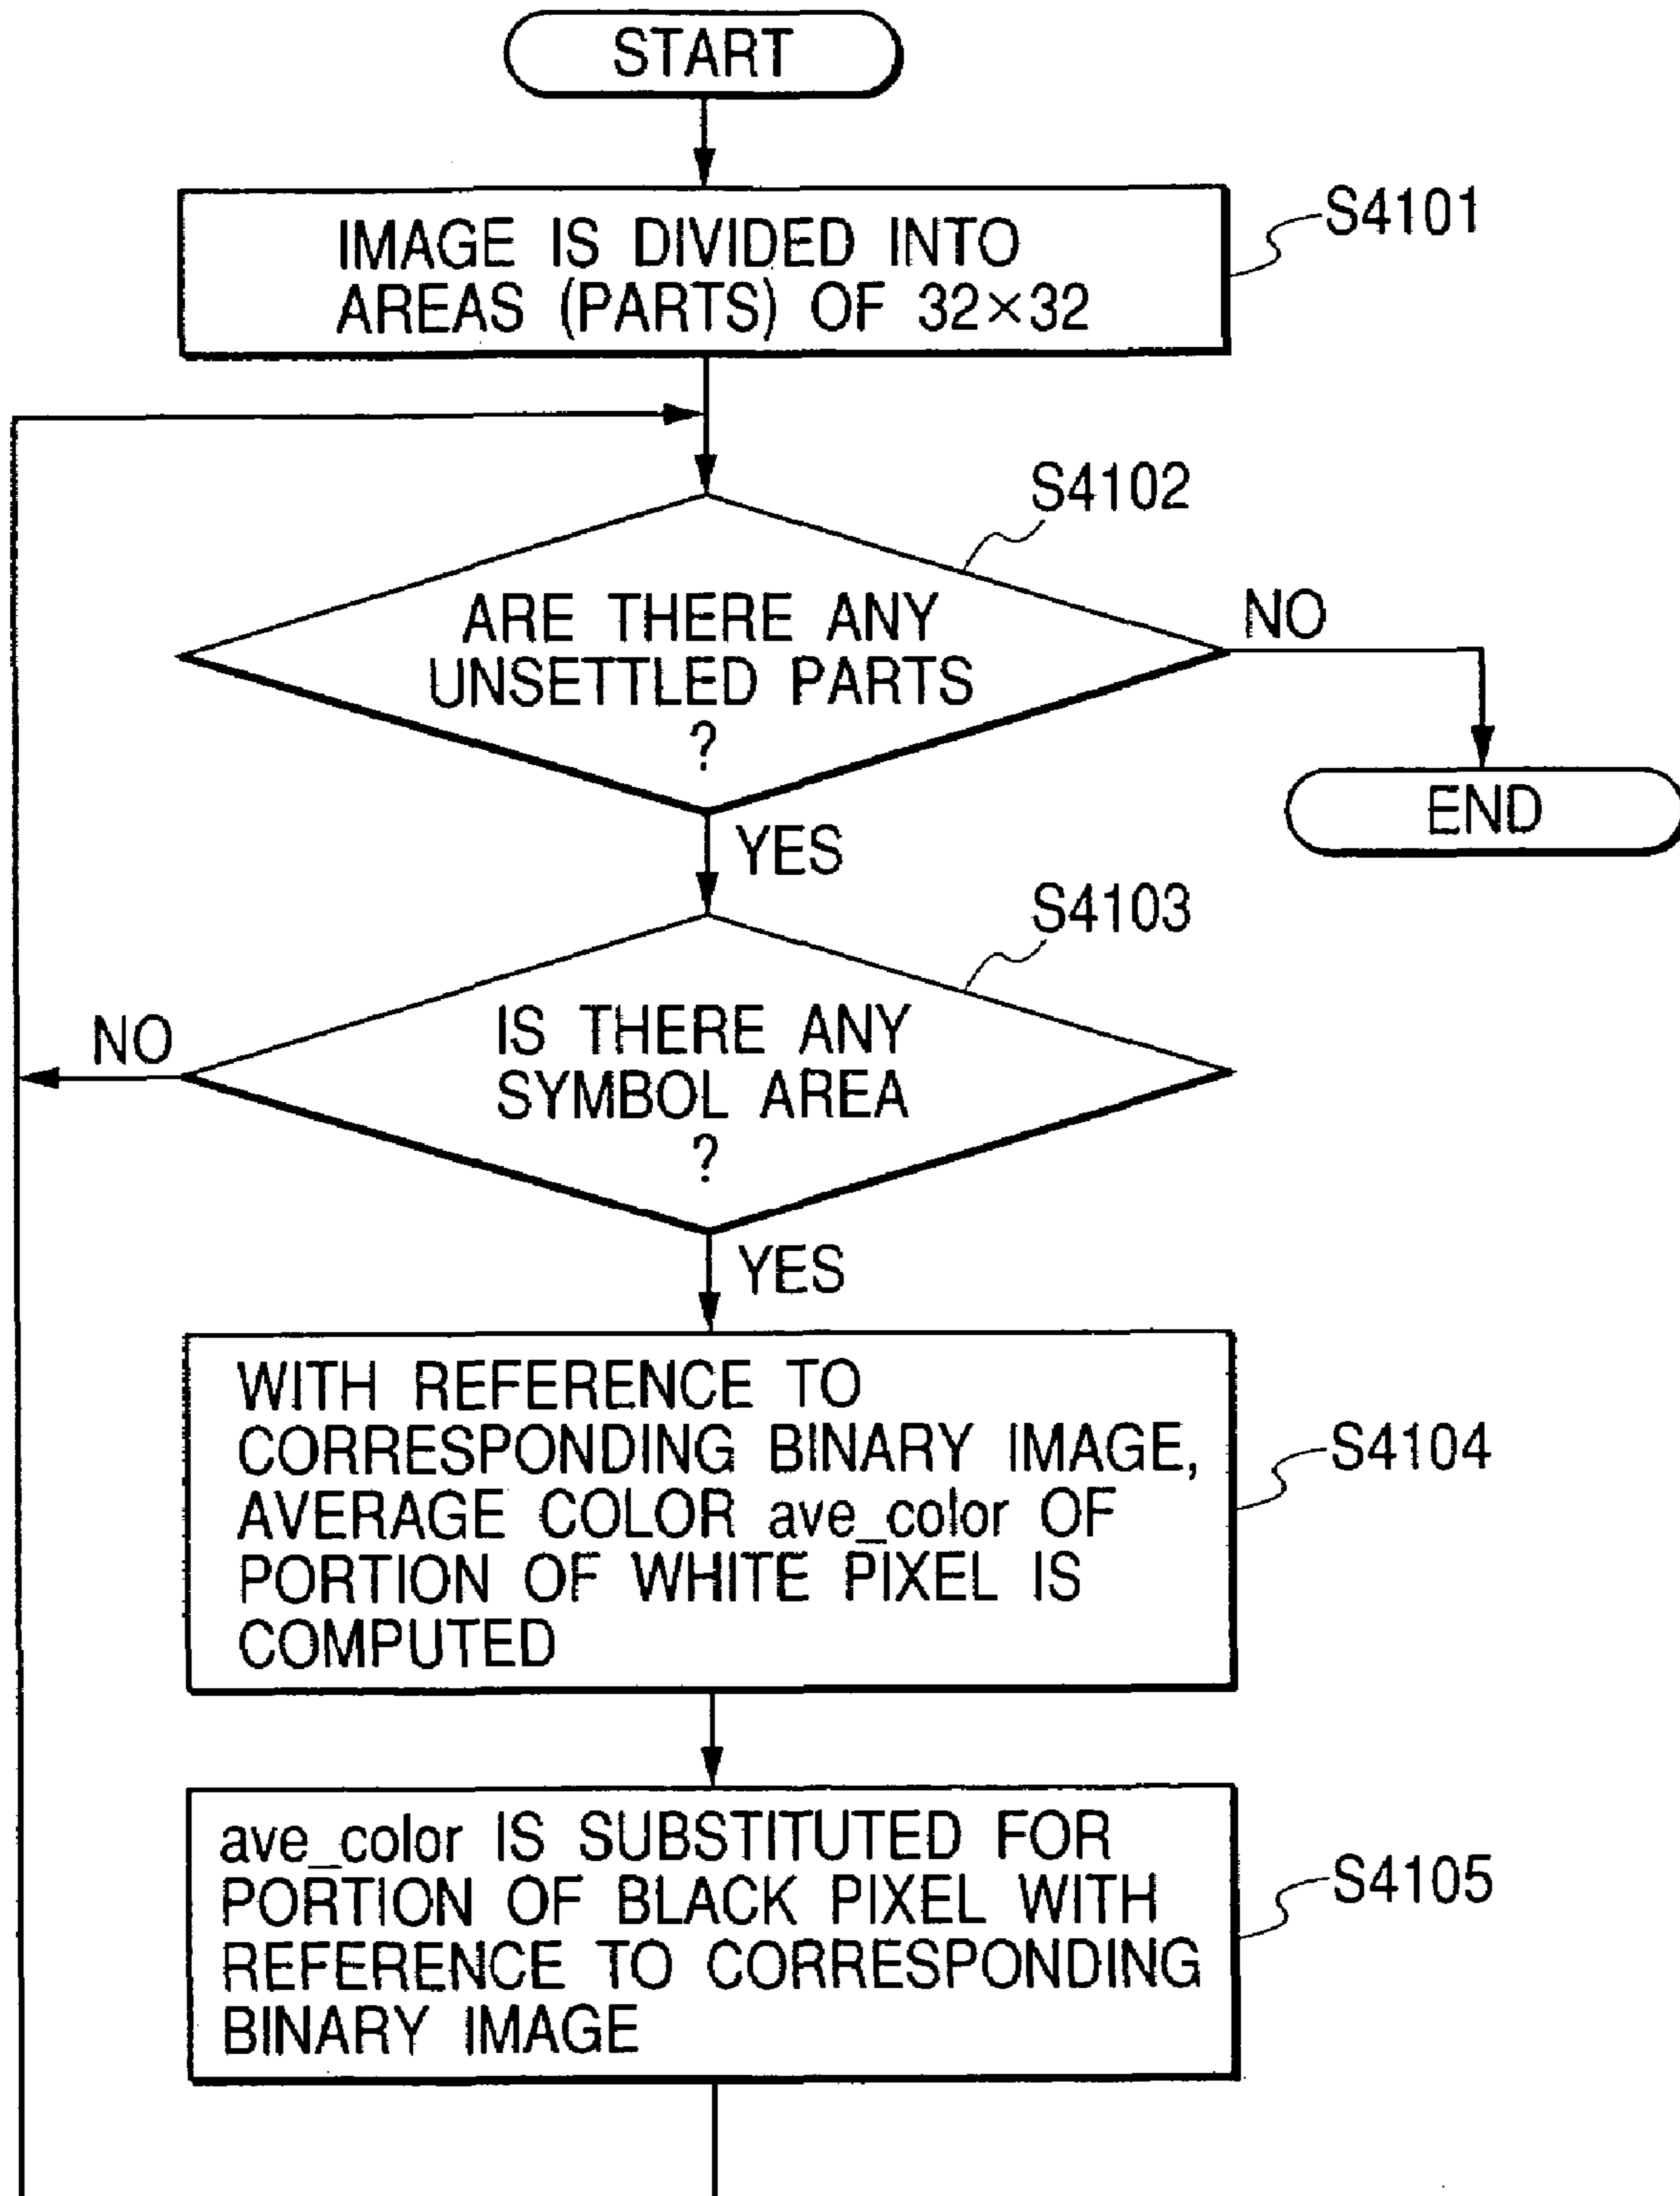 START
IMAGE IS DIVIDED INTO
AREAS (PARTS) OF 32×32
S4101
S4102
ARE THERE ANY
UNSETTLED PARTS
?
NO
END
YES
S4103
IS THERE ANY
SYMBOL AREA
?
NO
YES
WITH REFERENCE TO
CORRESPONDING BINARY IMAGE,
AVERAGE COLOR ave_color OF
PORTION OF WHITE PIXEL IS
COMPUTED
S4104
ave_color IS SUBSTITUTED FOR
PORTION OF BLACK PIXEL WITH
REFERENCE TO CORRESPONDING
BINARY IMAGE
S4105